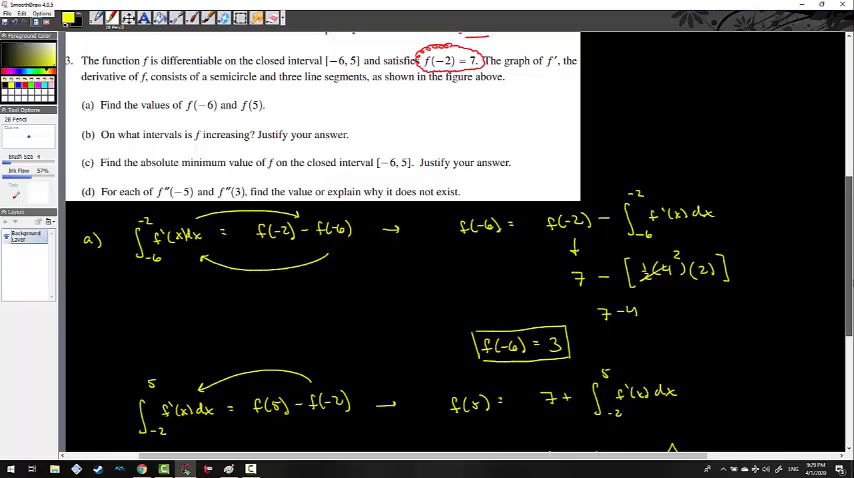 SmoothDraw 4.0.5
File Edit Options
Foreground Color
Tool Options
2B Pencil
Brush Size 4
Ink Flow 57%
Layers
Background Layer
2B Pencil
3. The function f is differentiable on the closed interval [−6, 5] and satisfies f(−2) = 7. The graph of f′, the
derivative of f, consists of a semicircle and three line segments, as shown in the figure above.
(a) Find the values of f(−6) and f(5).
(b) On what intervals is f increasing? Justify your answer.
(c) Find the absolute minimum value of f on the closed interval [−6, 5]. Justify your answer.
(d) For each of f″(−5) and f″(3), find the value or explain why it does not exist.
a) ∫_{-6}^{-2} f'(x)dx = f(-2) - f(-6) → f(-6) = f(-2) - ∫_{-6}^{-2} f'(x)dx
↓
7 - [½(4)²(2)]
7 - 4
f(-6) = 3
∫_{-2}^{5} f'(x)dx = f(5) - f(-2) → f(5) = 7 + ∫_{-2}^{5} f'(x)dx
ENG
9:29 PM
4/1/2020